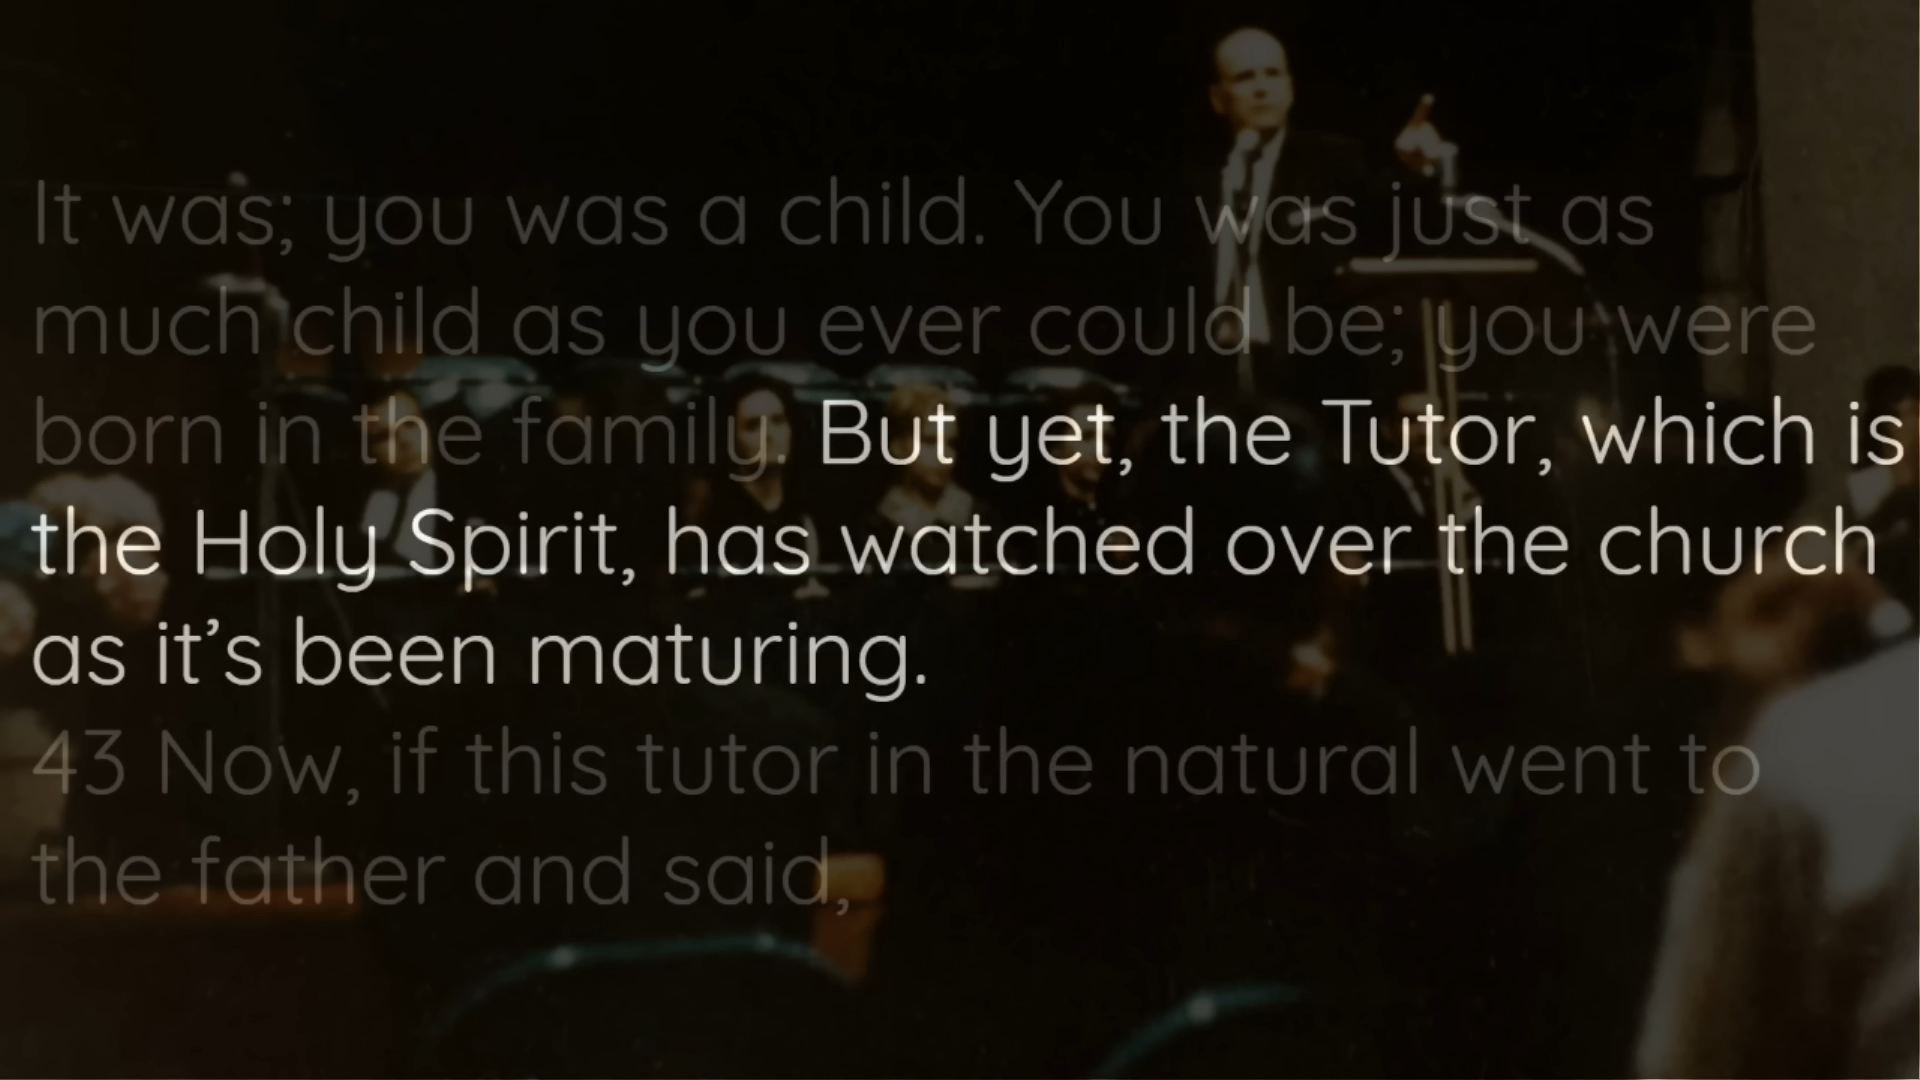 It was; you was a child. You was just as
much child as you ever could be; you were
born in the family. But yet, the Tutor, which is
the Holy Spirit, has watched over the church
as it’s been maturing.
43 Now, if this tutor in the natural went to
the father and said,